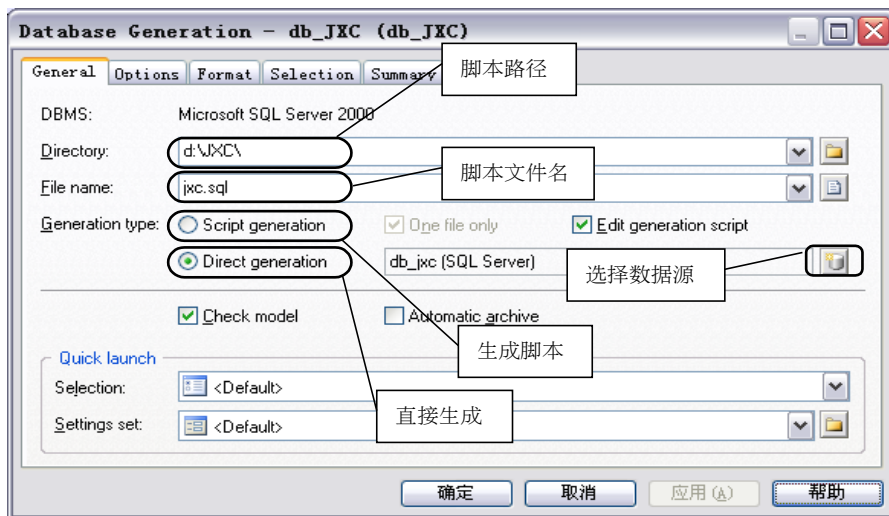 Database Generation - db_JXC (db_JXC)
General Options Format Selection Summary
脚本路径
DBMS: Microsoft SQL Server 2000
Directory: d:\JXC\
脚本文件名
File name: jxc.sql
Generation type: Script generation One file only Edit generation script
Direct generation db_jxc (SQL Server)
选择数据源
Check model Automatic archive
生成脚本
Quick launch
Selection: <Default>
直接生成
Settings set: <Default>
确定 取消 应用(A) 帮助